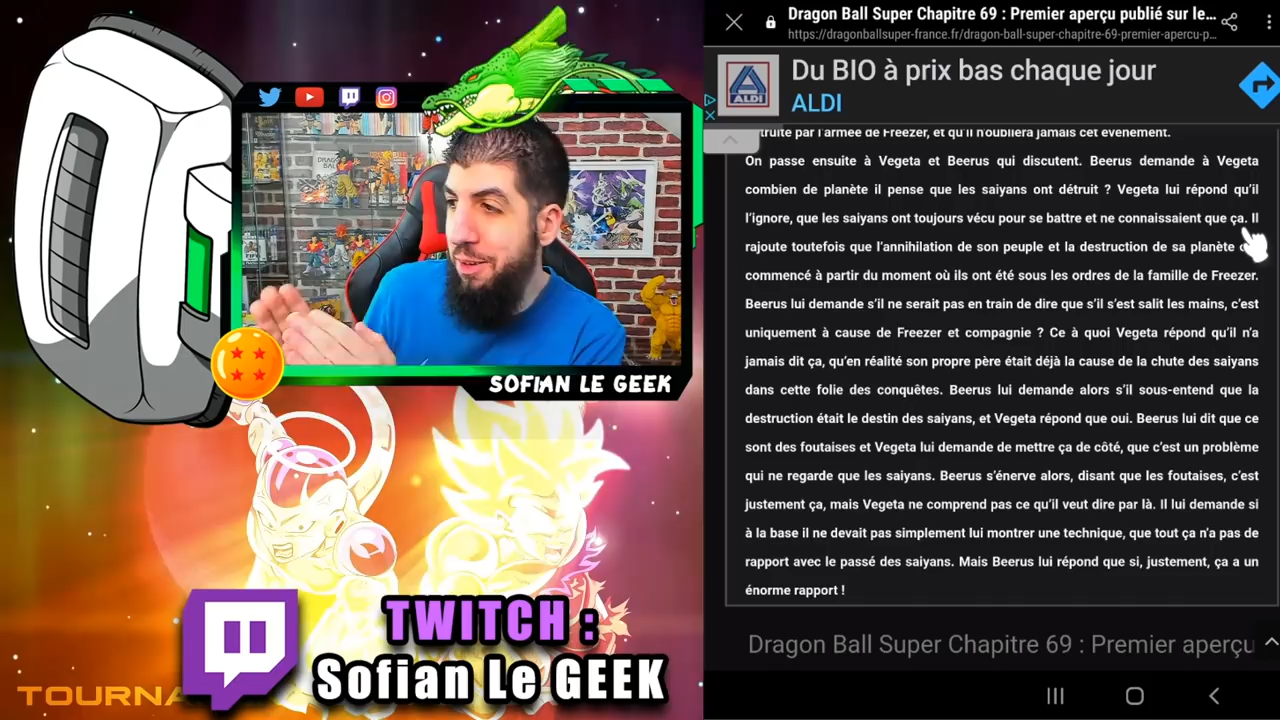 Dragon Ball Super Chapitre 69 : Premier aperçu publié sur le...
https://dragonballsuper-france.fr/dragon-ball-super-chapitre-69-premier-apercu-p...
Du BIO à prix bas chaque jour
ALDI
ALDI
par l'armée de Freezer, et qu'il n'oubliera jamais cet évènement.
On passe ensuite à Vegeta et Beerus qui discutent. Beerus demande à Vegeta
combien de planète il pense que les saiyans ont détruit ? Vegeta lui répond qu'il
l'ignore, que les saiyans ont toujours vécu pour se battre et ne connaissaient que ça. Il
rajoute toutefois que l'annihilation de son peuple et la destruction de sa planète
commencé à partir du moment où ils ont été sous les ordres de la famille de Freezer.
Beerus lui demande s'il ne serait pas en train de dire que s'il s'est salit les mains, c'est
uniquement à cause de Freezer et compagnie ? Ce à quoi Vegeta répond qu'il n'a
jamais dit ça, qu'en réalité son propre père était déjà la cause de la chute des saiyans
dans cette folie des conquêtes. Beerus lui demande alors s'il sous-entend que la
destruction était le destin des saiyans, et Vegeta répond que oui. Beerus lui dit que ce
sont des foutaises et Vegeta lui demande de mettre ça de côté, que c'est un problème
qui ne regarde que les saiyans. Beerus s'énerve alors, disant que les foutaises, c'est
justement ça, mais Vegeta ne comprend pas ce qu'il veut dire par là. Il lui demande si
à la base il ne devait pas simplement lui montrer une technique, que tout ça n'a pas de
rapport avec le passé des saiyans. Mais Beerus lui répond que si, justement, ça a un
énorme rapport !
Dragon Ball Super Chapitre 69 : Premier aperçu
SOFIAN LE GEEK
TWITCH :
Sofian Le GEEK
TOURNA